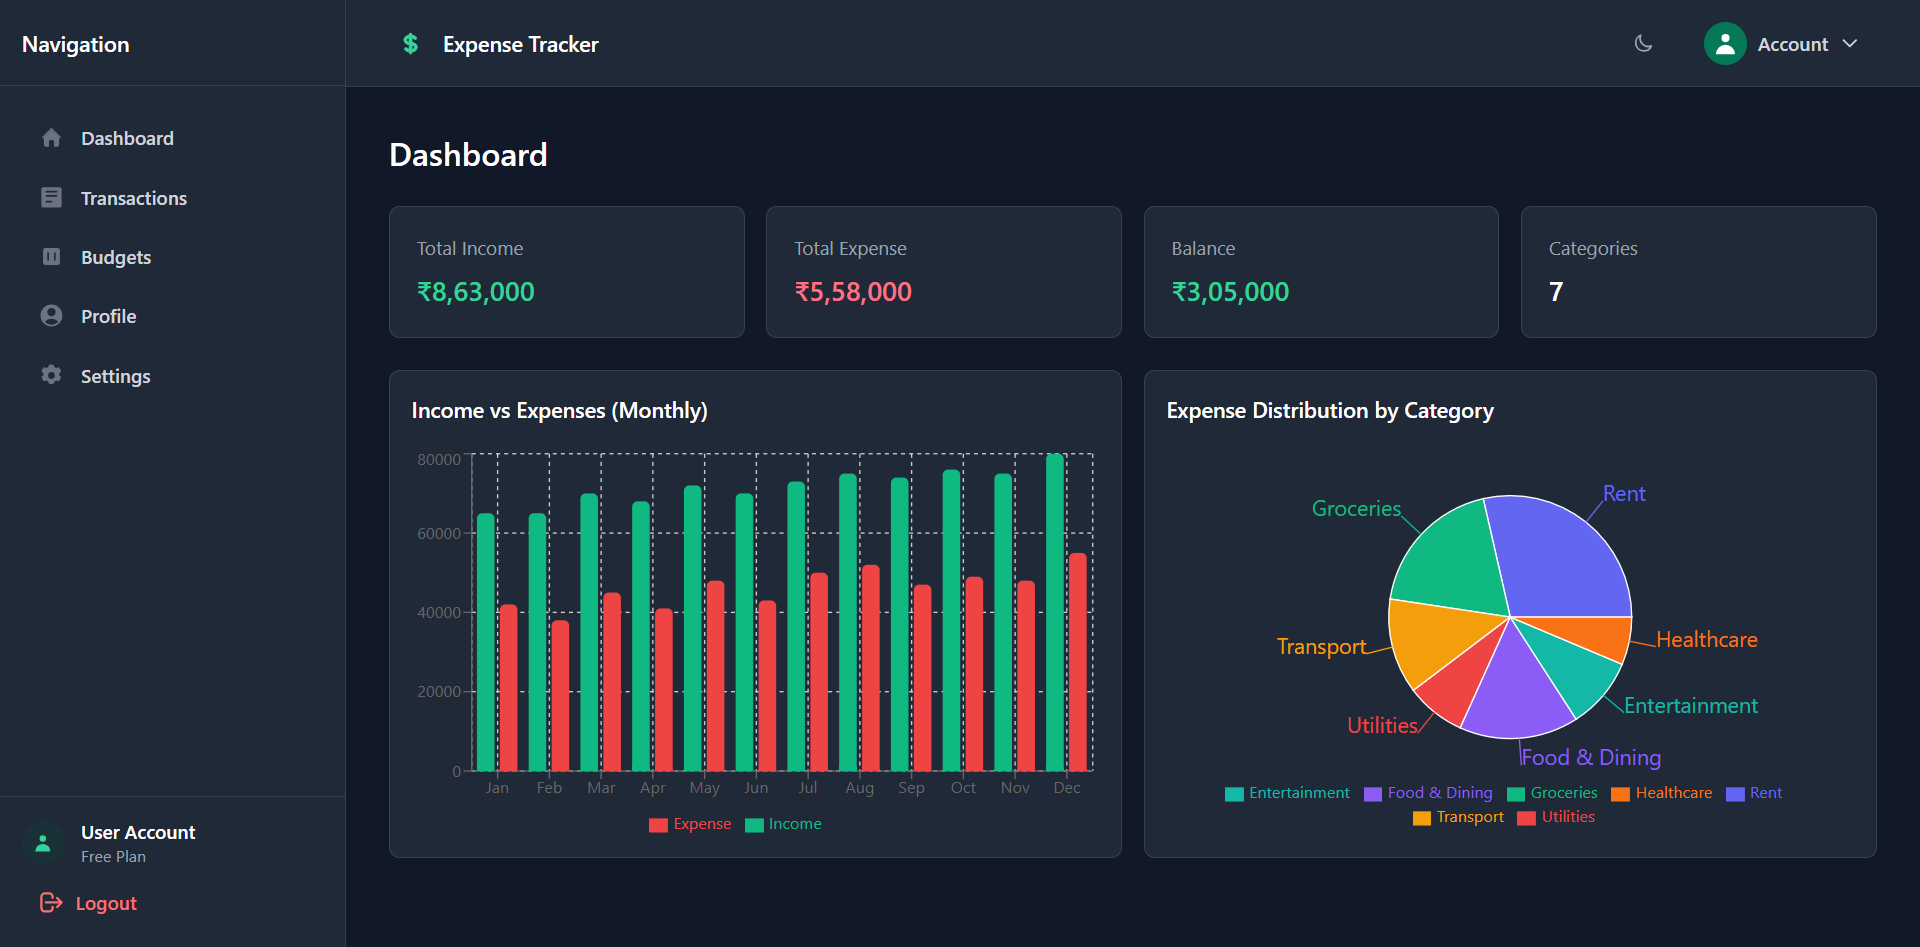 Navigation
Dashboard
Transactions
Budgets
Profile
Settings
User Account
Free Plan
Logout
Expense Tracker
Account
Dashboard
Total Income
₹8,63,000
Total Expense
₹5,58,000
Balance
₹3,05,000
Categories
7
Income vs Expenses (Monthly)
80000
60000
40000
20000
0
Jan Feb Mar Apr May Jun Jul Aug Sep Oct Nov Dec
Expense Income
Expense Distribution by Category
Rent
Groceries
Healthcare
Transport
Entertainment
Utilities
Food & Dining
Entertainment Food & Dining Groceries Healthcare Rent
Transport Utilities